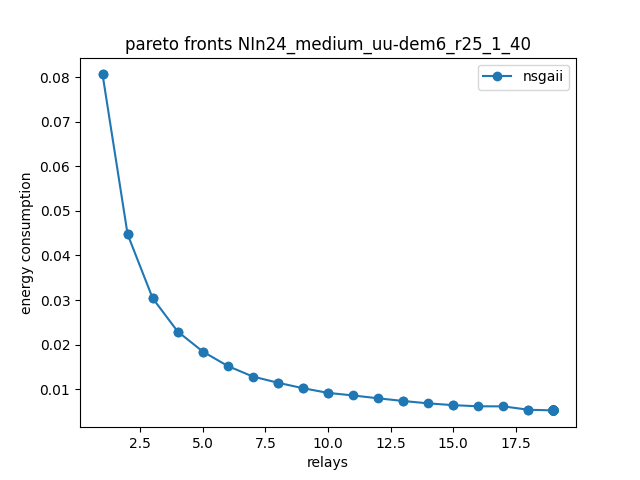 pareto fronts NIn24_medium_uu-dem6_r25_1_40
nsgaii
0.08
0.07
0.06
0.05
0.04
0.03
0.02
0.01
energy consumption
2.5 5.0 7.5 10.0 12.5 15.0 17.5
relays